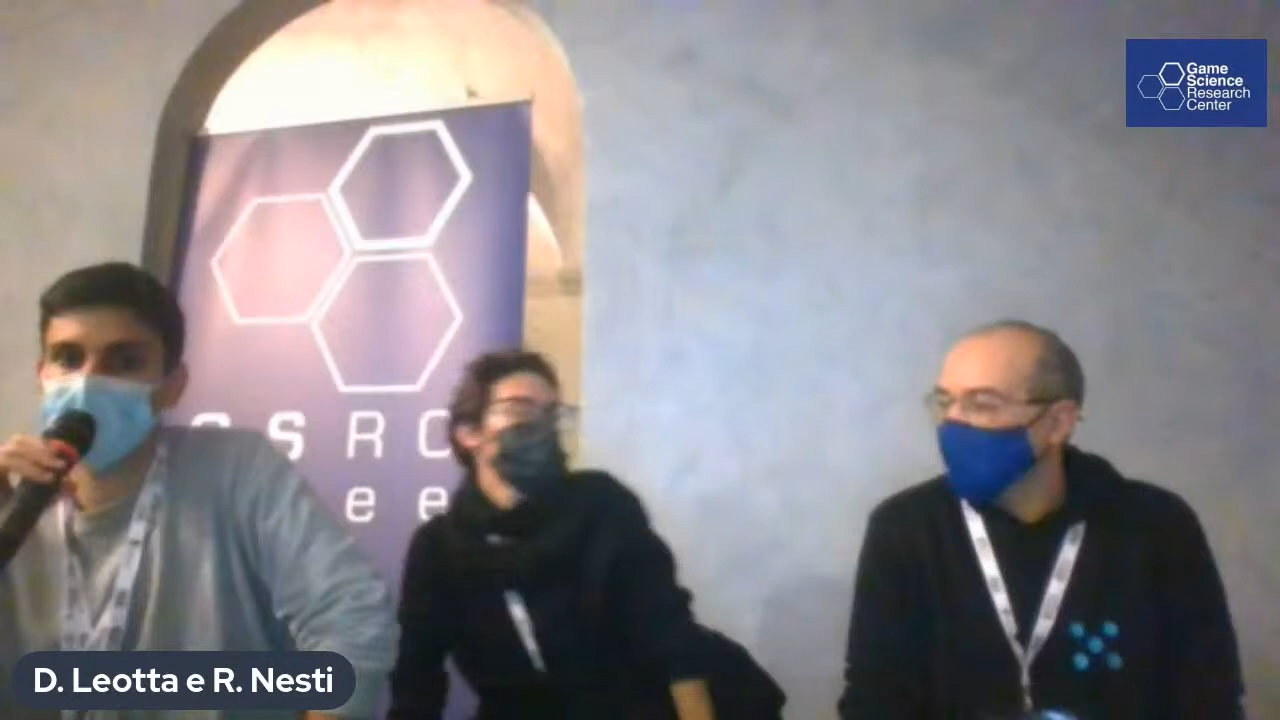 Game
Science
Research
Center
S R C
e e
D. Leotta e R. Nesti